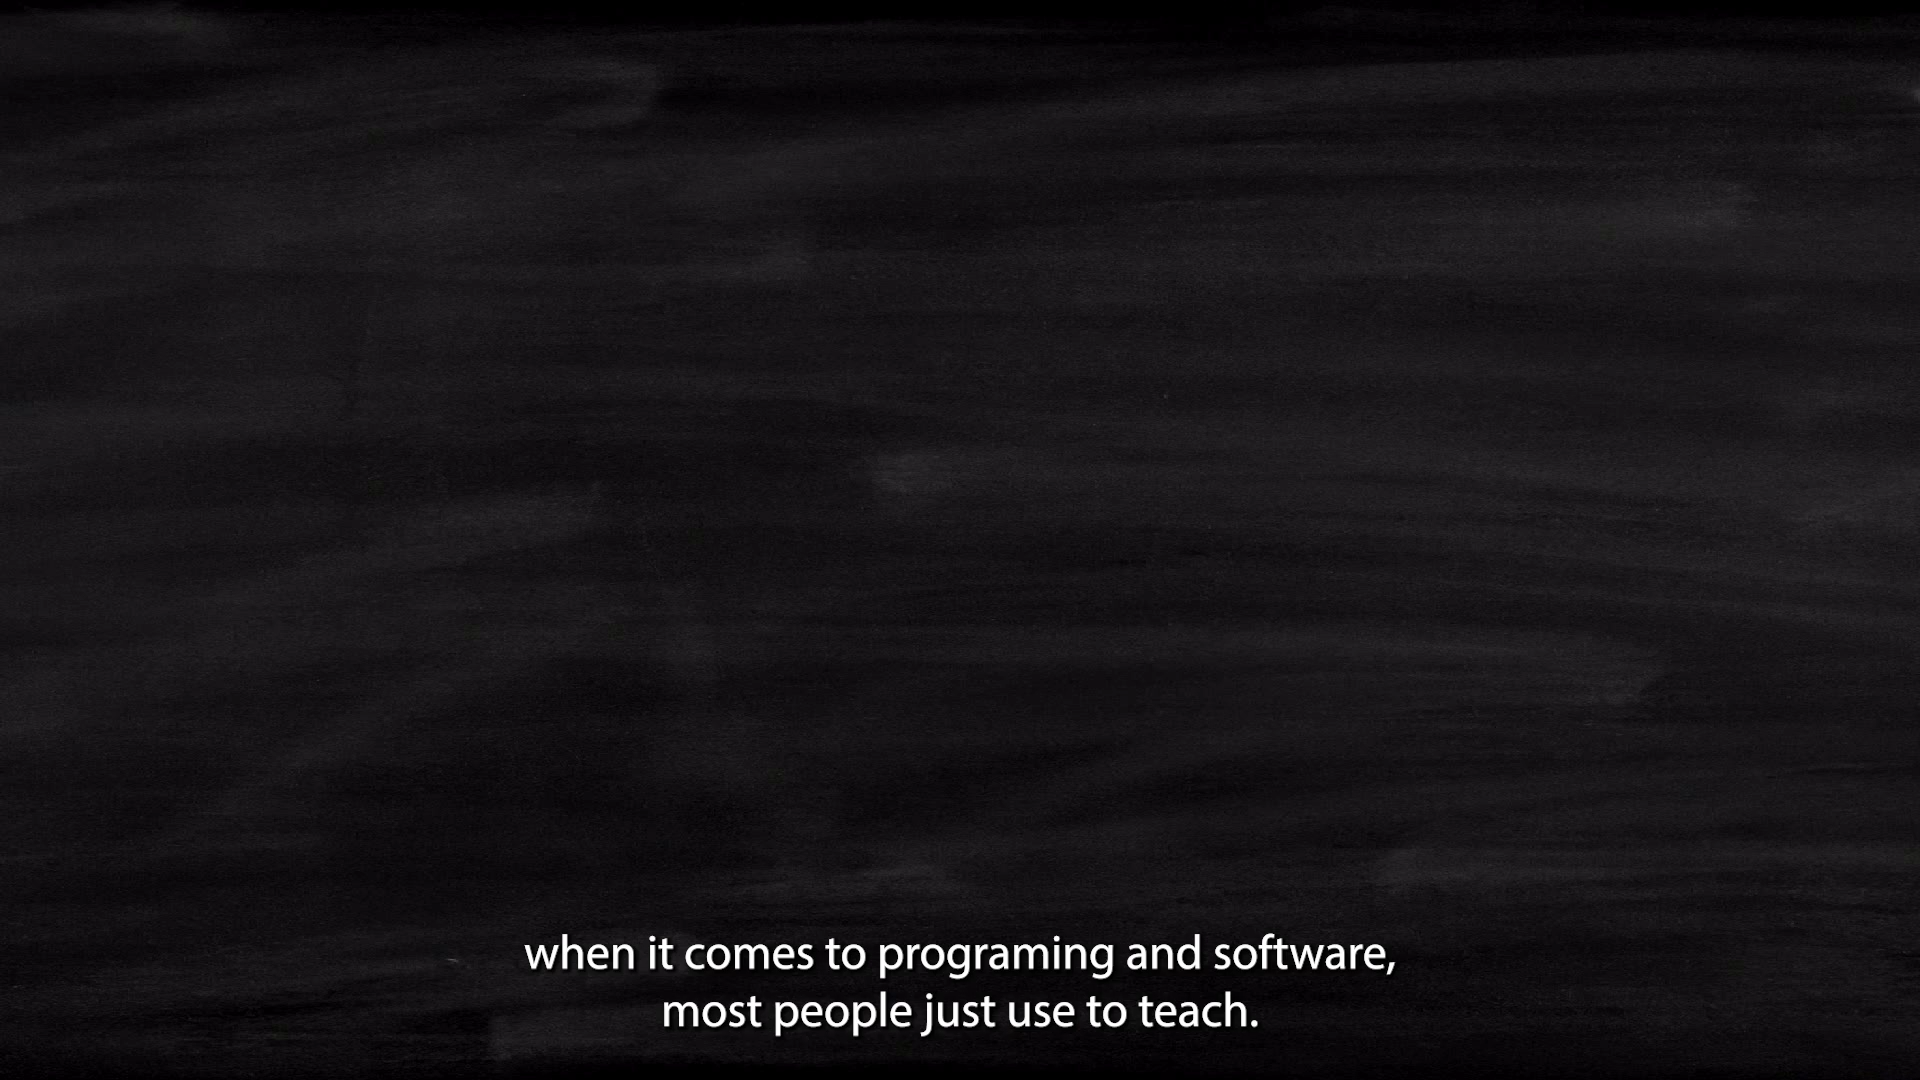 when it comes to programing and software,
most people just use to teach.